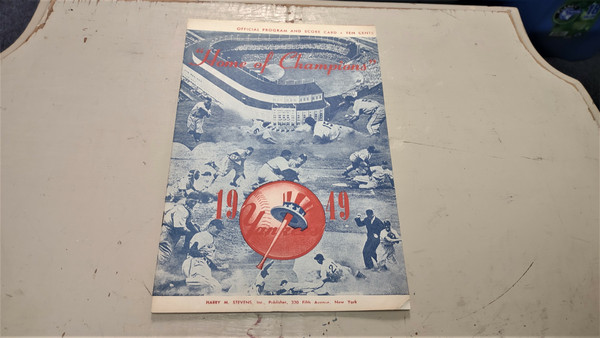 OFFICIAL PROGRAM AND SCORE CARD • TEN CENTS
"Home of Champions"
19 49
Yankees
HARRY M. STEVENS, Inc., Publisher, 320 Fifth Avenue, New York